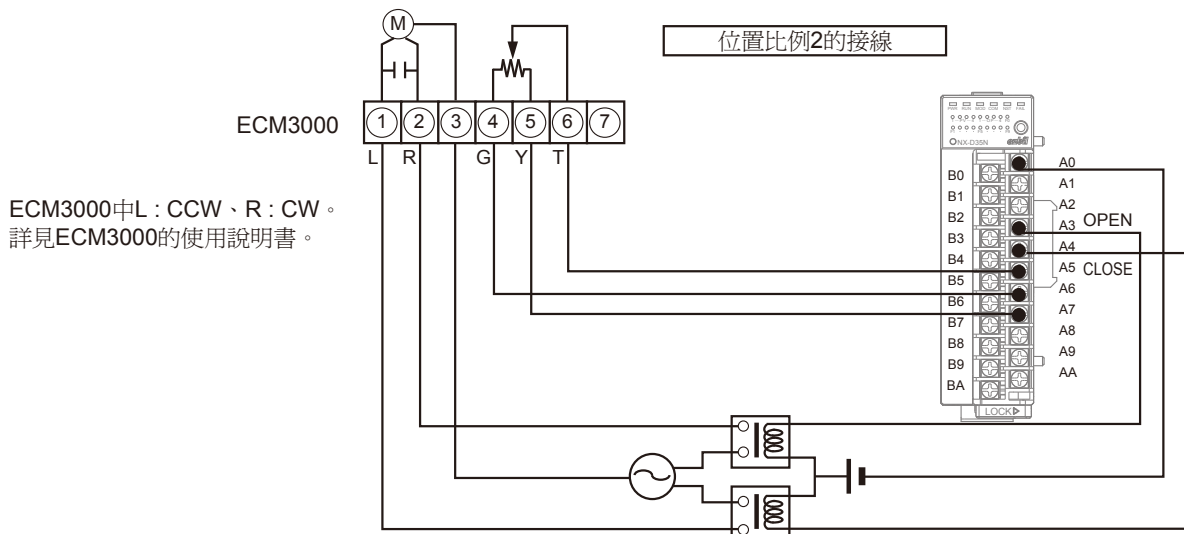 位置比例2的接線
M
ECM3000
1 2 3 4 5 6 7
L R G Y T
ECM3000中L : CCW、R : CW。
詳見ECM3000的使用說明書。
NX-D35N
B0
B1
B2
B3
B4
B5
B6
B7
B8
B9
BA
A0
A1
A2
A3 OPEN
A4
A5 CLOSE
A6
A7
A8
A9
AA
LOCK